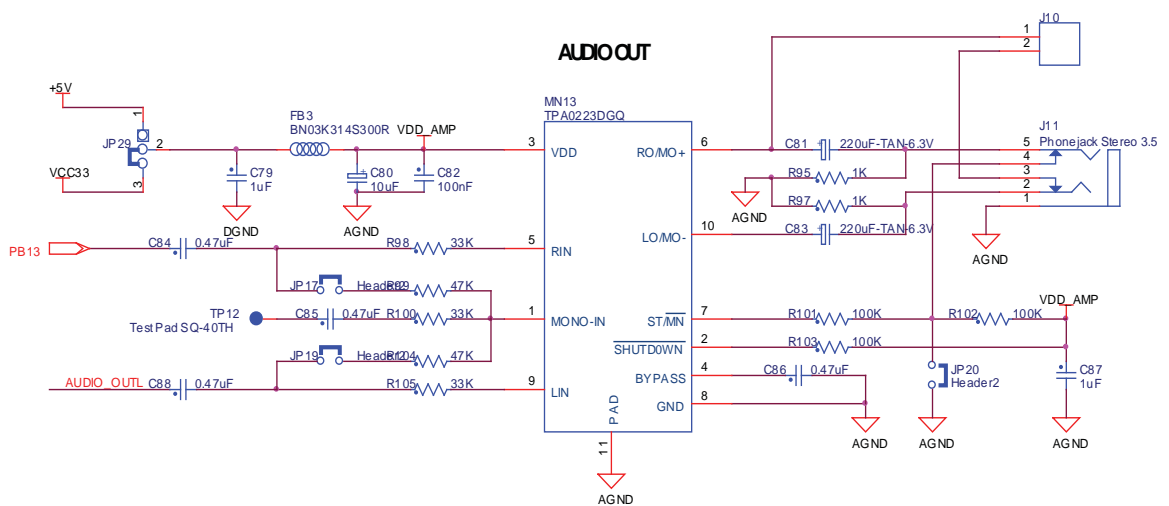 AUDIO OUT
J10
1
2
+5V
1
JP29
2
3
VCC33
FB3
BN03K314S300R
VDD_AMP
C79
1uF
DGND
C80
10uF
C82
100nF
AGND
MN13
TPA0223DGQ
3
VDD
5
RIN
1
MONO-IN
9
LIN
PAD
11
AGND
6
RO/MO+
10
LO/MO-
7
ST/MN
2
SHUTDOWN
4
BYPASS
8
GND
PB13
C84
0.47uF
R98
33K
JP17
Header2
R99
47K
TP12
TestPad SQ-40TH
C85
0.47uF
R100
33K
JP19
Header2
R104
47K
AUDIO_OUTL
C88
0.47uF
R105
33K
C81
220uF-TAN-6.3V
R95
1K
AGND
R97
1K
C83
220uF-TAN-6.3V
J11
Phonejack Stereo 3.5
5
4
3
2
1
AGND
R101
100K
R102
100K
VDD_AMP
R103
100K
C86
0.47uF
AGND
JP20
Header2
AGND
C87
1uF
AGND